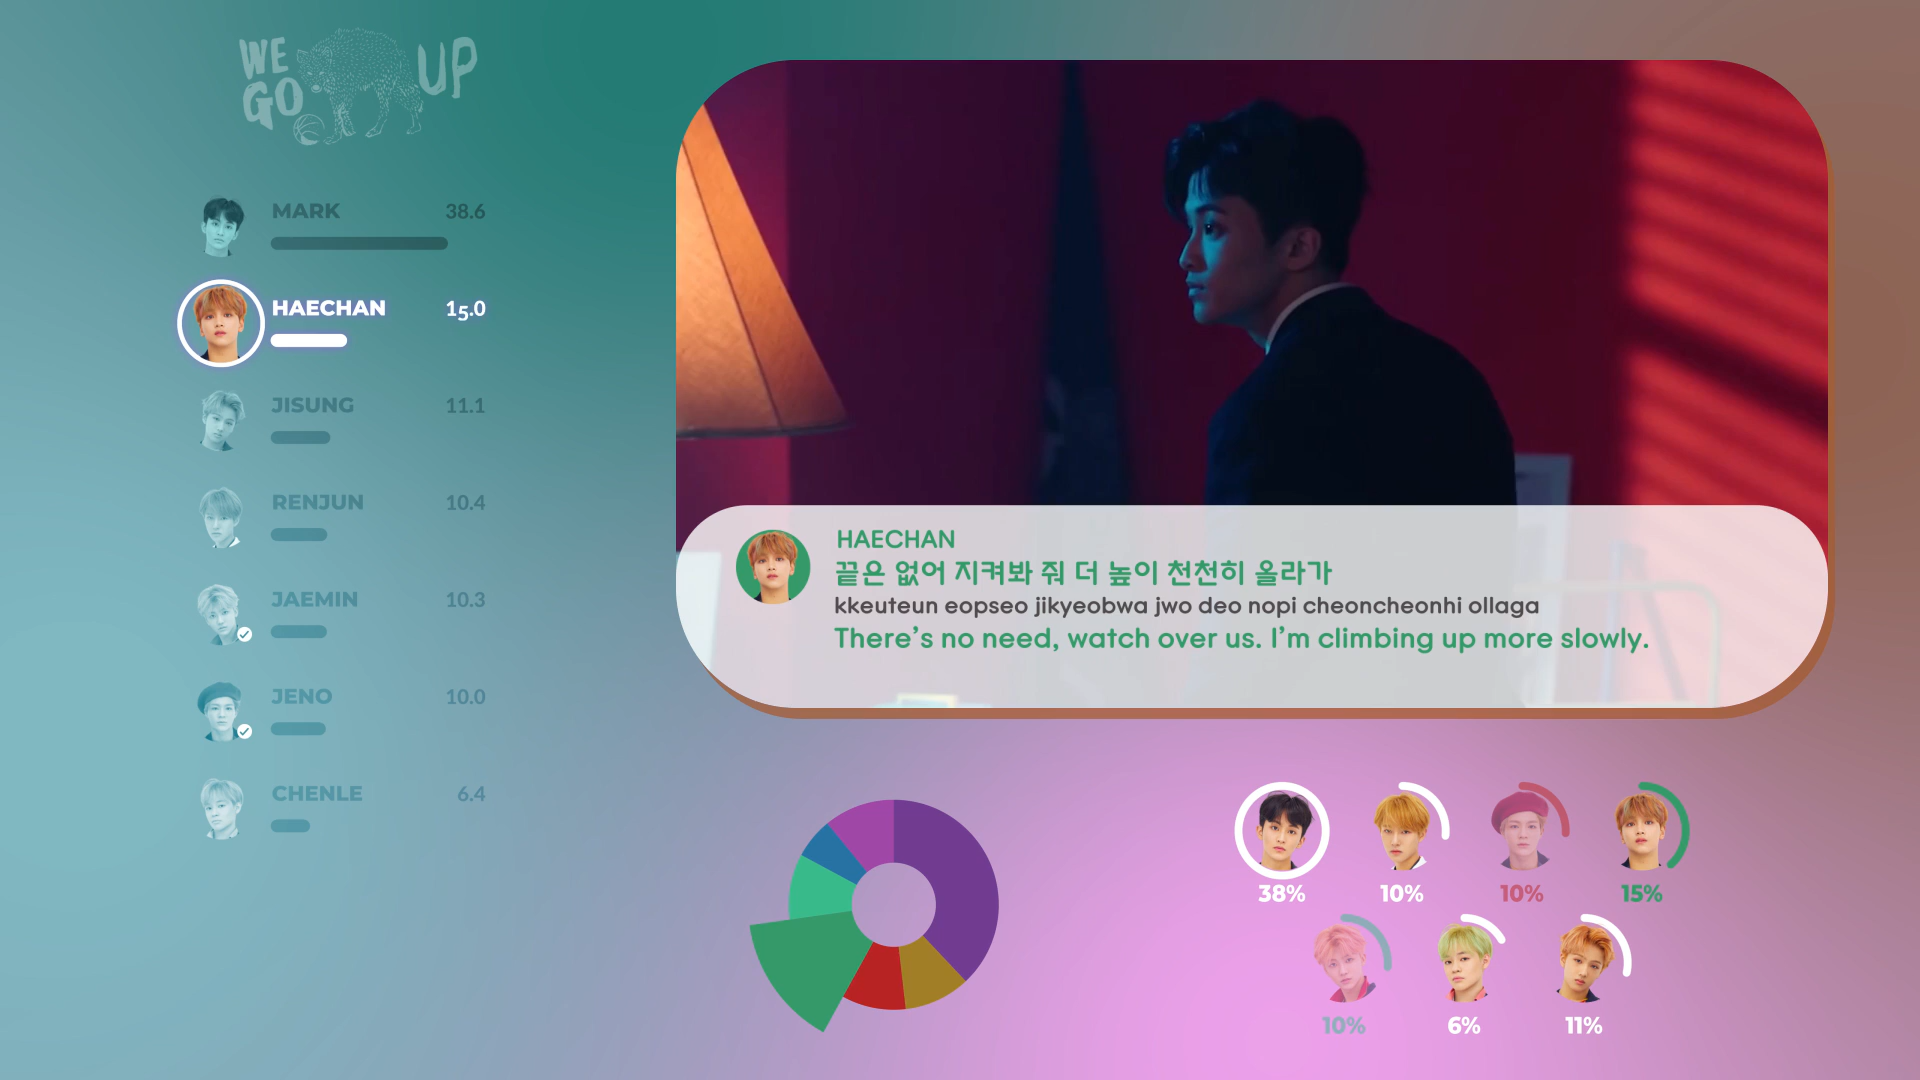 WE GO UP
MARK 38.6
HAECHAN 15.0
JISUNG 11.1
RENJUN 10.4
JAEMIN 10.3
JENO 10.0
CHENLE 6.4
HAECHAN
끝은 없어 지켜봐 줘 더 높이 천천히 올라가
kkeuteun eopseo jikyeobwa jwo deo nopi cheoncheonhi ollaga
There's no need, watch over us. I'm climbing up more slowly.
38% 10% 10% 15%
10% 6% 11%